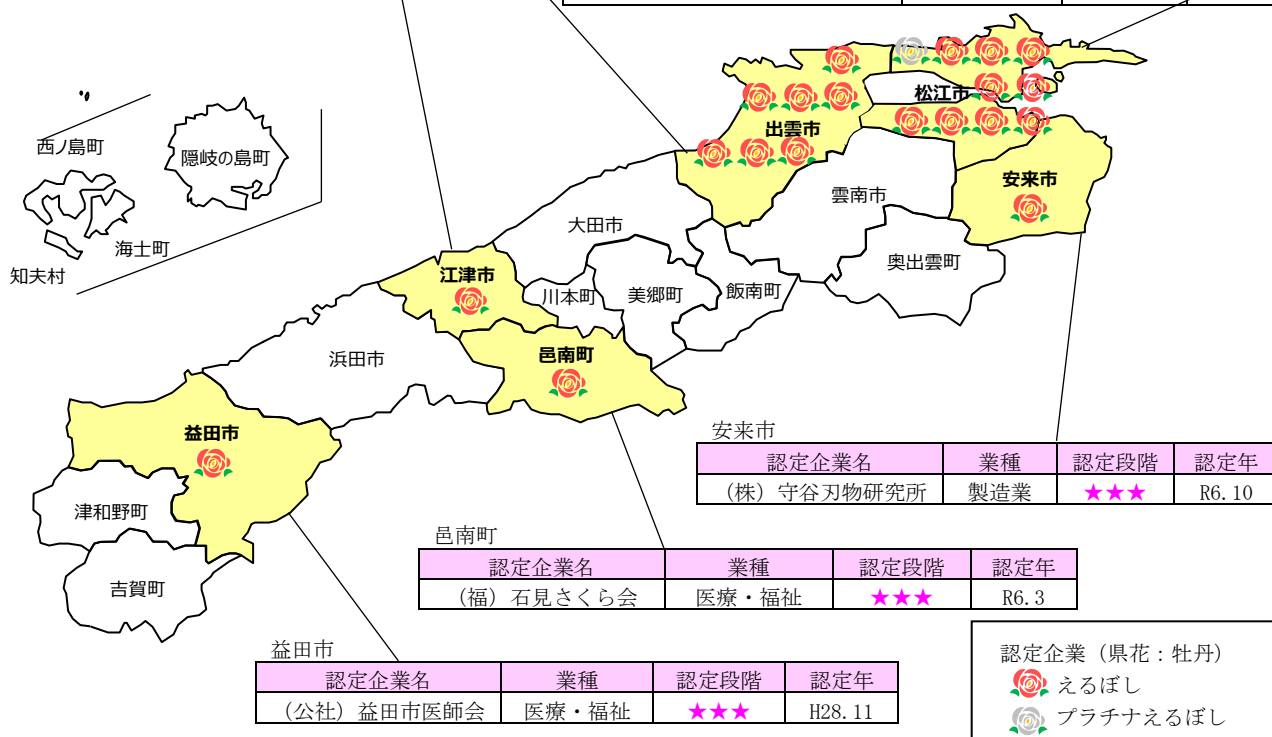 松江市
西ノ島町
隠岐の島町
出雲市
安来市
雲南市
大田市
海士町
奥出雲町
知夫村
江津市
川本町
美郷町
飯南町
浜田市
邑南町
益田市
津和野町
吉賀町
安来市
認定企業名 業種 認定段階 認定年
(株)守谷刃物研究所 製造業 ★★★ R6.10
邑南町
認定企業名 業種 認定段階 認定年
(福)石見さくら会 医療・福祉 ★★★ R6.3
益田市
認定企業名 業種 認定段階 認定年
(公社)益田市医師会 医療・福祉 ★★★ H28.11
認定企業(県花:牡丹)
えるぼし
プラチナえるぼし